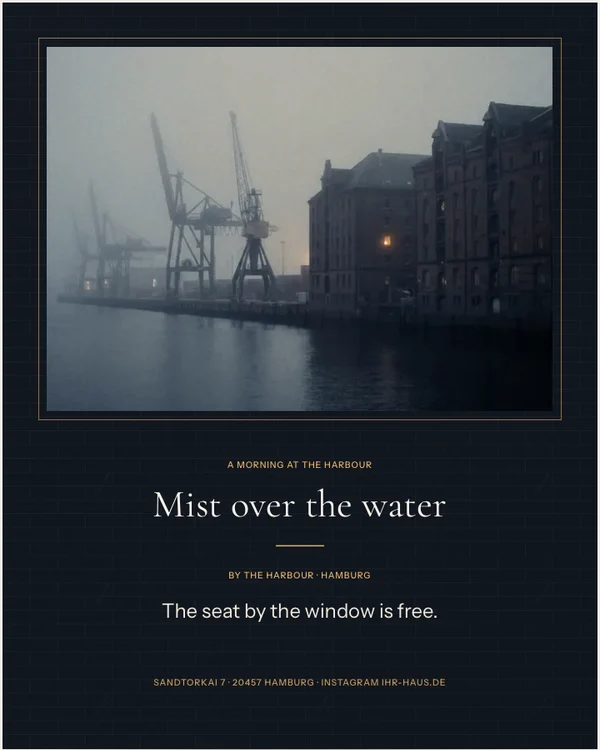 A MORNING AT THE HARBOUR
Mist over the water
BY THE HARBOUR · HAMBURG
The seat by the window is free.
SANDTORKAI 7 · 20457 HAMBURG · INSTAGRAM IHR-HAUS.DE